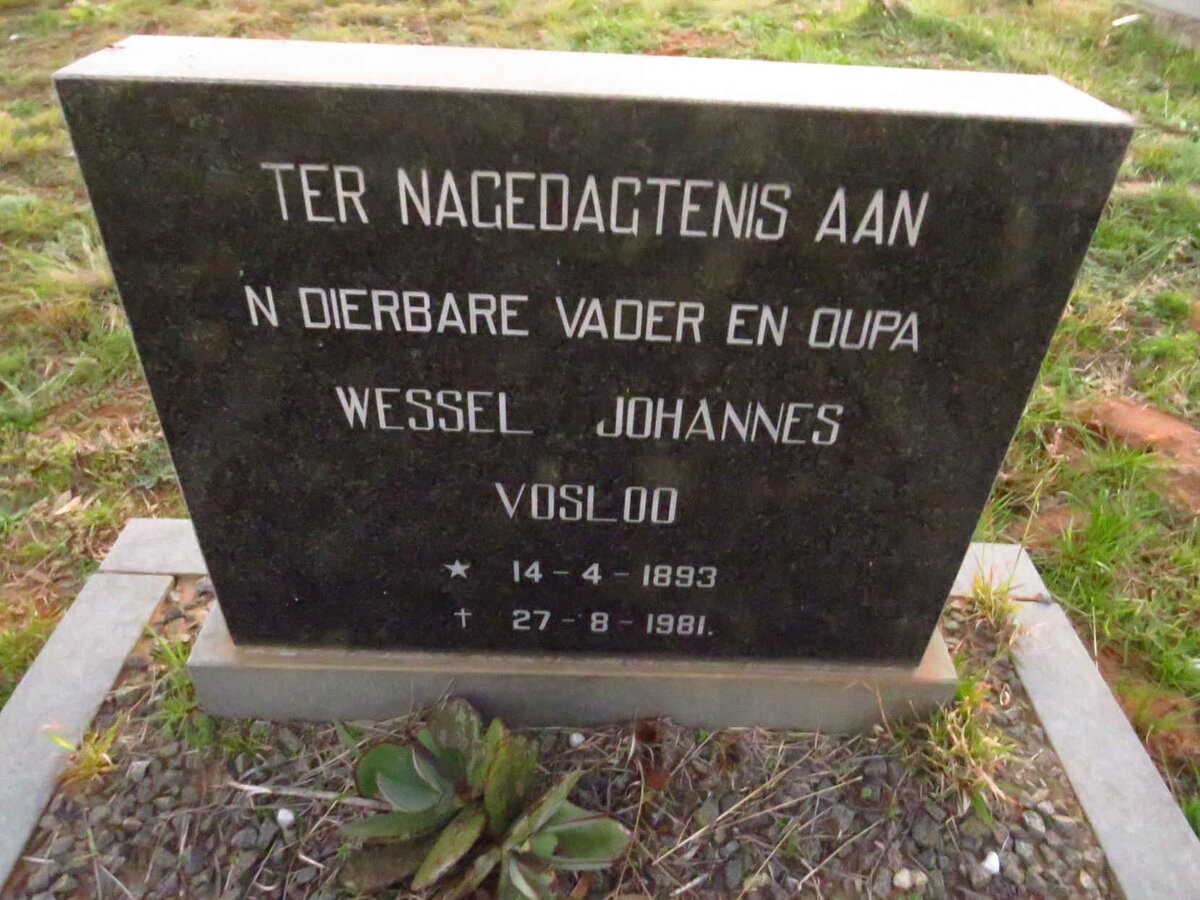 TER NAGEDAGTENIS AAN
'N DIERBARE VADER EN OUPA
WESSEL JOHANNES
VOSLOO
★ 14 - 4 - 1893
† 27 - 8 - 1981.